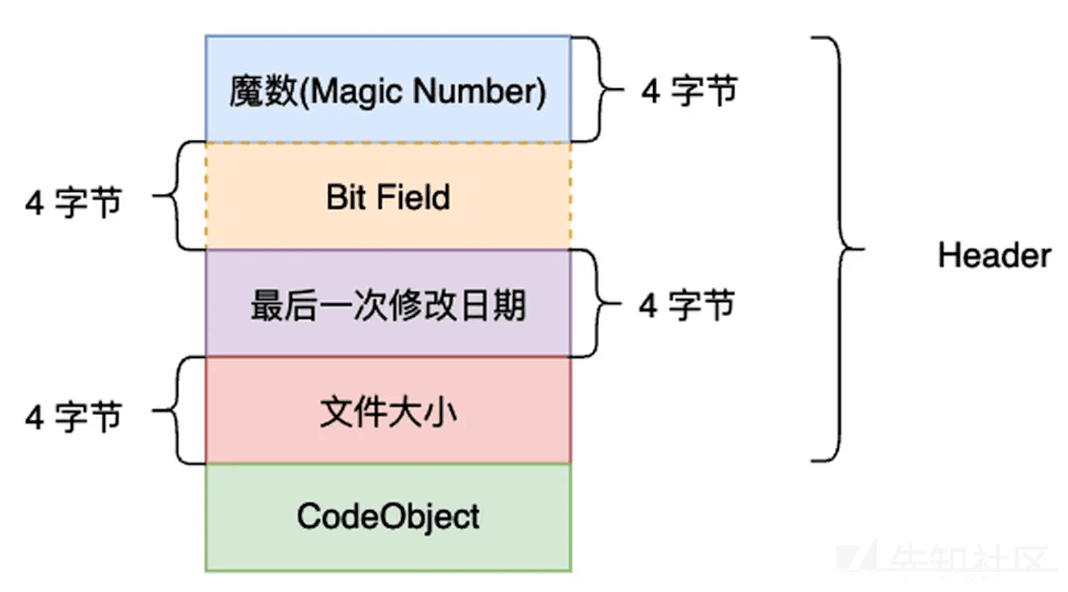 魔数(Magic Number)
4 字节
4 字节
Bit Field
Header
最后一次修改日期
4 字节
4 字节
文件大小
CodeObject
先知社区